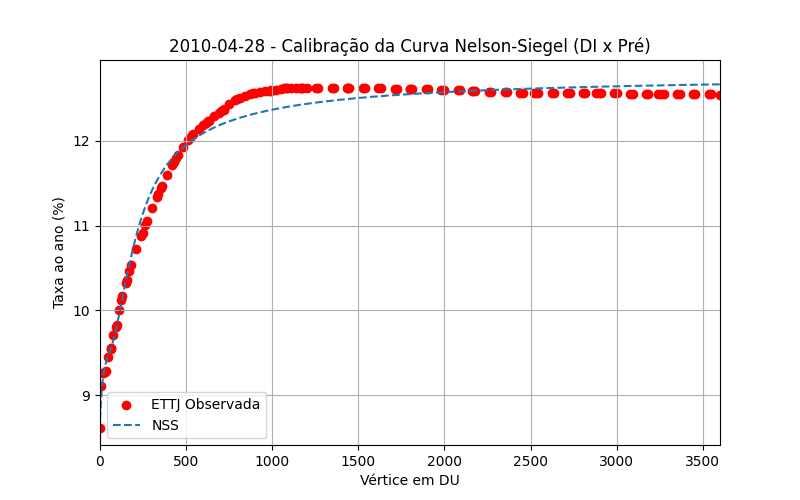 2010-04-28 - Calibração da Curva Nelson-Siegel (DI x Pré)
Taxa ao ano (%)
12
11
10
9
ETTJ Observada
NSS
0 500 1000 1500 2000 2500 3000 3500
Vértice em DU